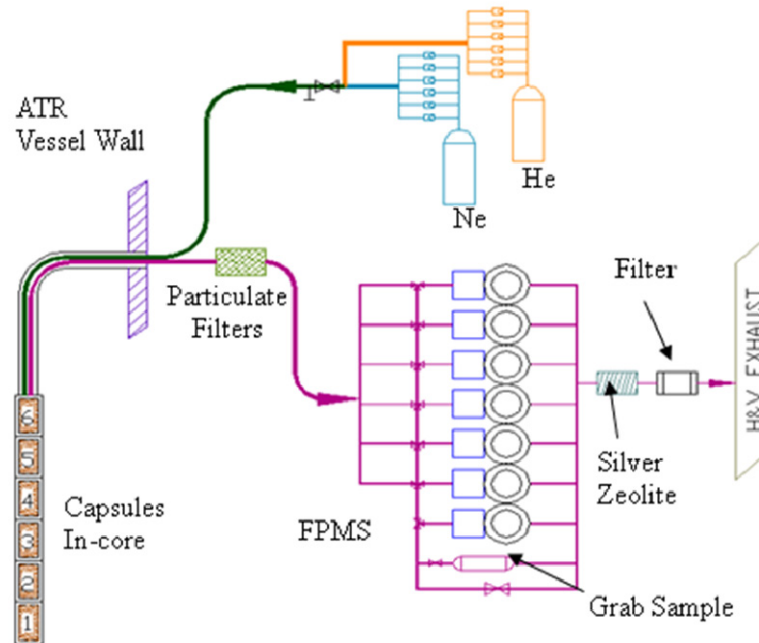 ATR
Vessel Wall
He
Ne
Particulate
Filters
Filter
H&V EXHAUST
Silver
Zeolite
FPMS
Grab Sample
Capsules
In-core
6
5
4
3
2
1